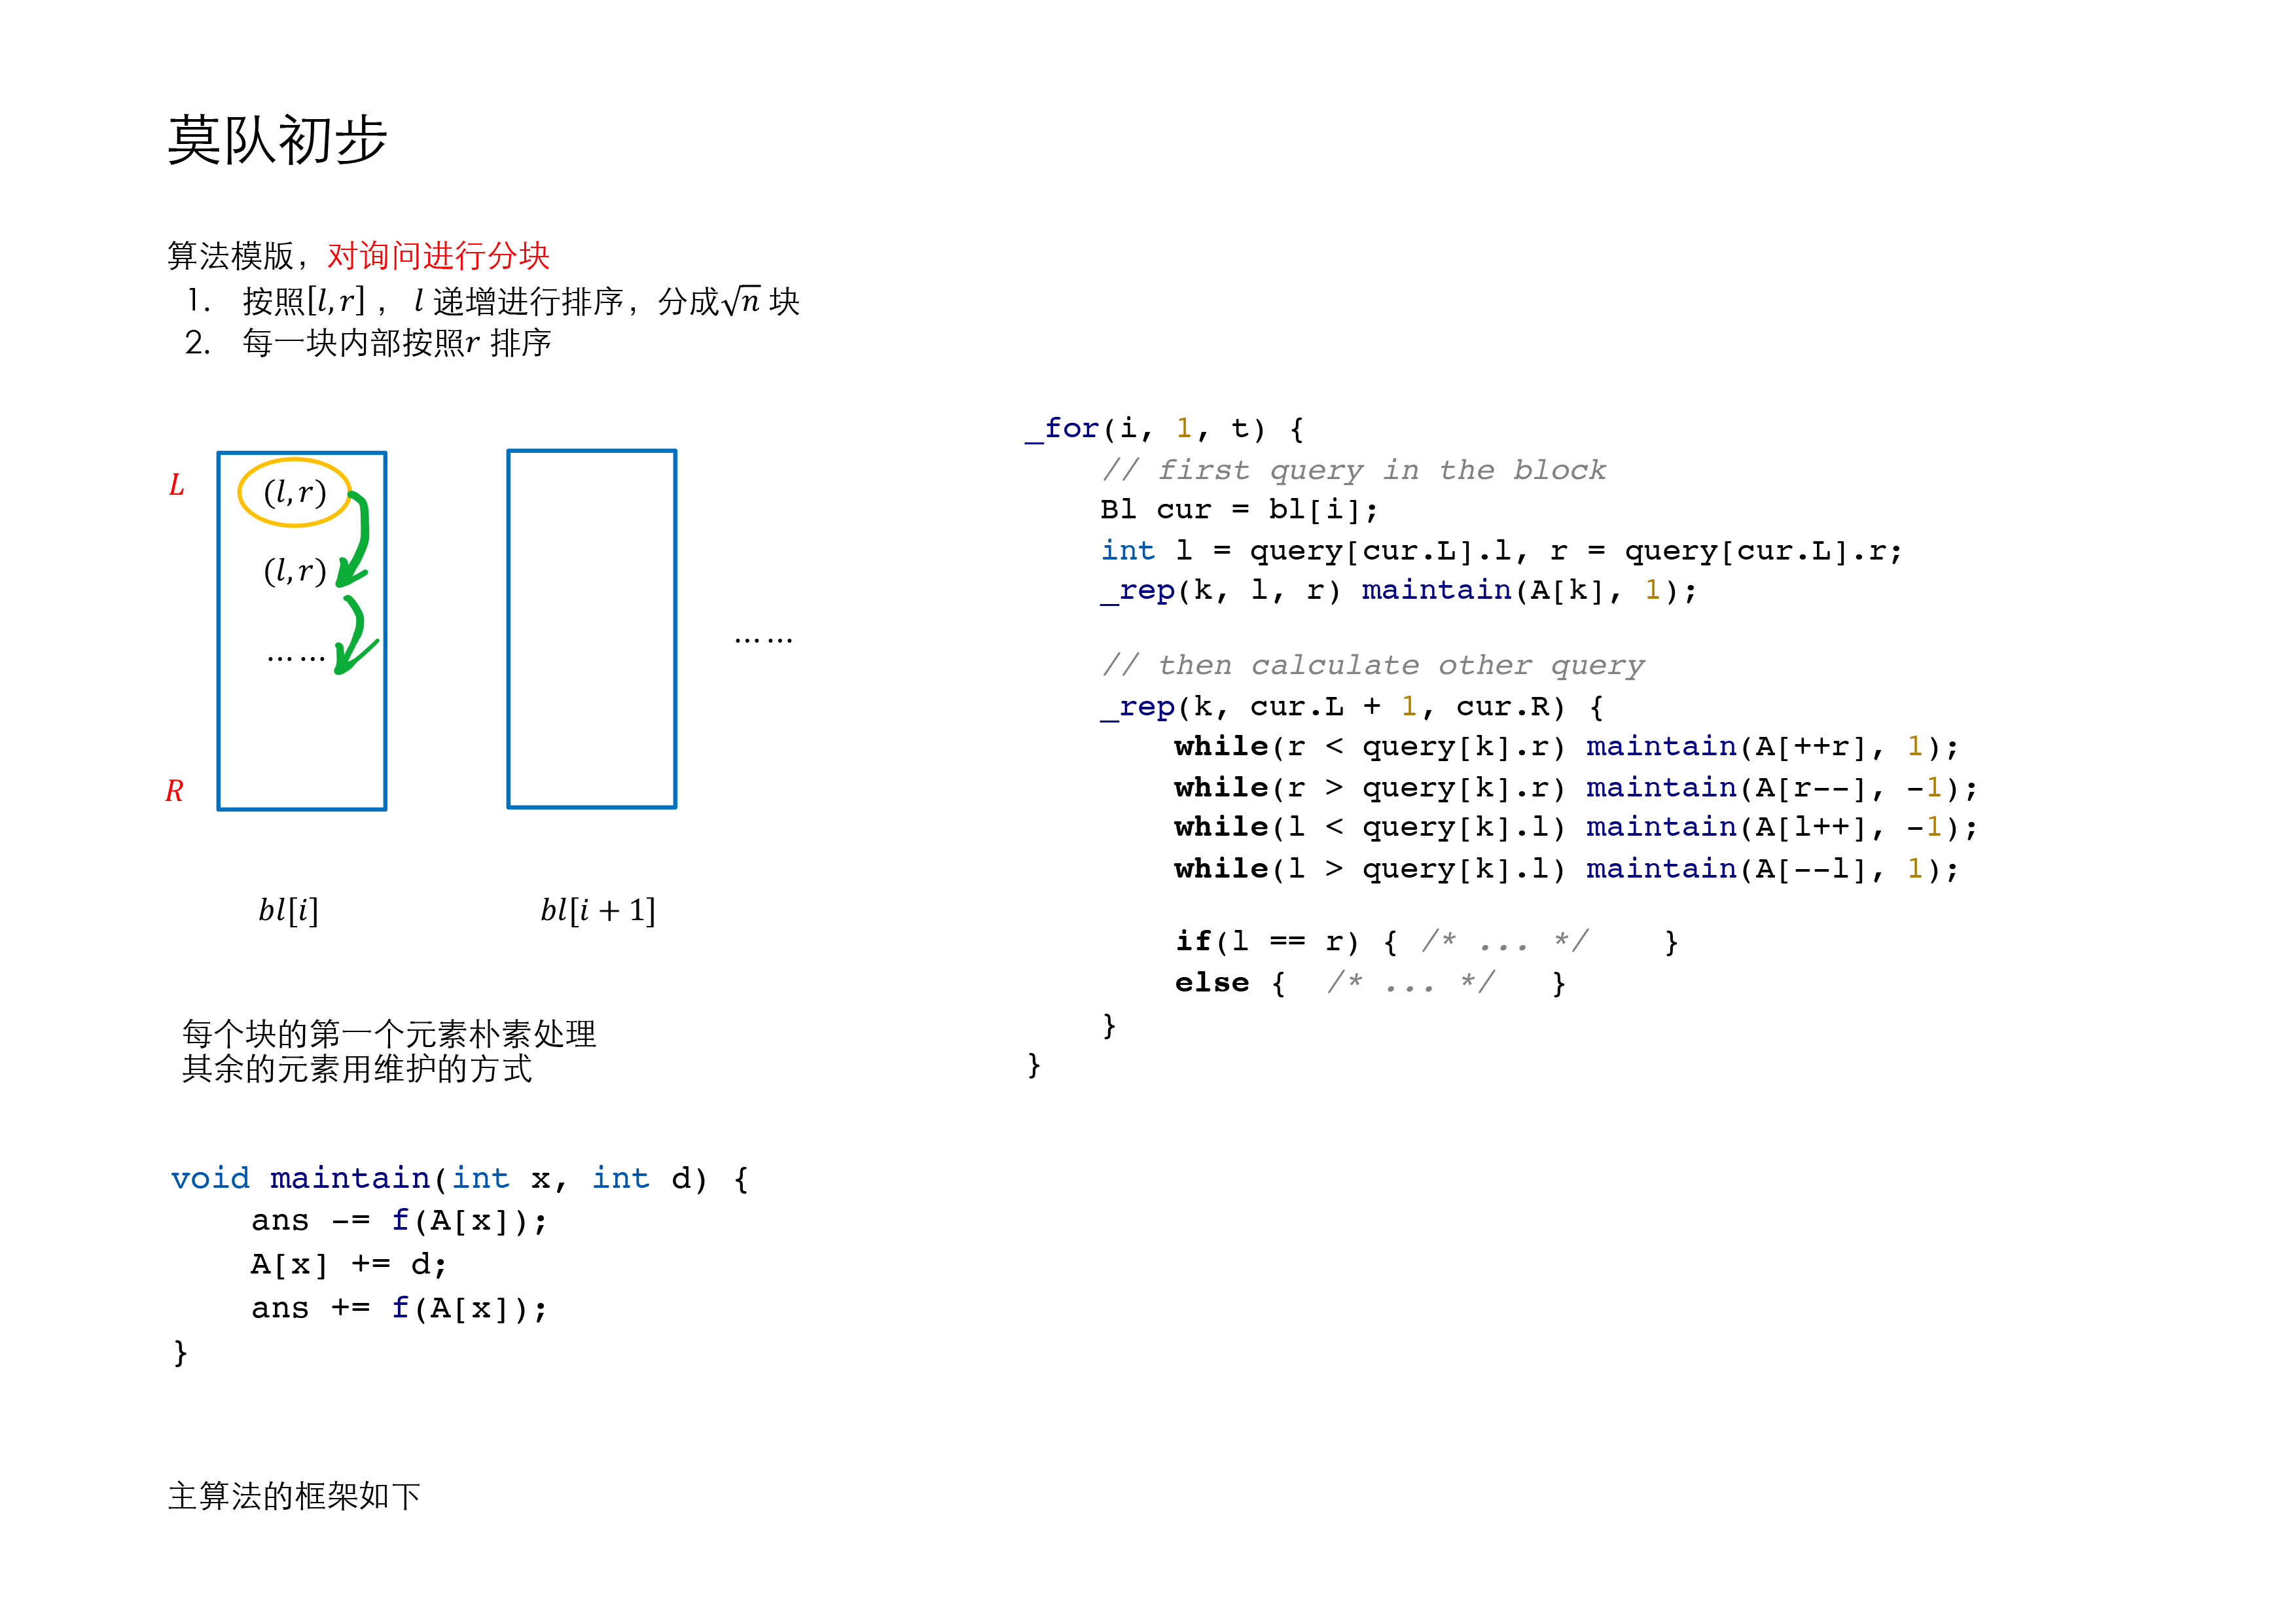 莫队初步
算法模版，对询问进行分块
1. 按照[l, r] ， l 递增进行排序，分成√n 块
2. 每一块内部按照r 排序
L
(l, r)
(l, r)
……
R
……
bl[i]
bl[i + 1]
每个块的第一个元素朴素处理
其余的元素用维护的方式
void maintain(int x, int d) {
    ans -= f(A[x]);
    A[x] += d;
    ans += f(A[x]);
}
主算法的框架如下
_for(i, 1, t) {
    // first query in the block
    Bl cur = bl[i];
    int l = query[cur.L].l, r = query[cur.L].r;
    _rep(k, l, r) maintain(A[k], 1);
    // then calculate other query
    _rep(k, cur.L + 1, cur.R) {
        while(r < query[k].r) maintain(A[++r], 1);
        while(r > query[k].r) maintain(A[r--], -1);
        while(l < query[k].l) maintain(A[l++], -1);
        while(l > query[k].l) maintain(A[--l], 1);
        if(l == r) { /* ... */    }
        else {  /* ... */   }
    }
}